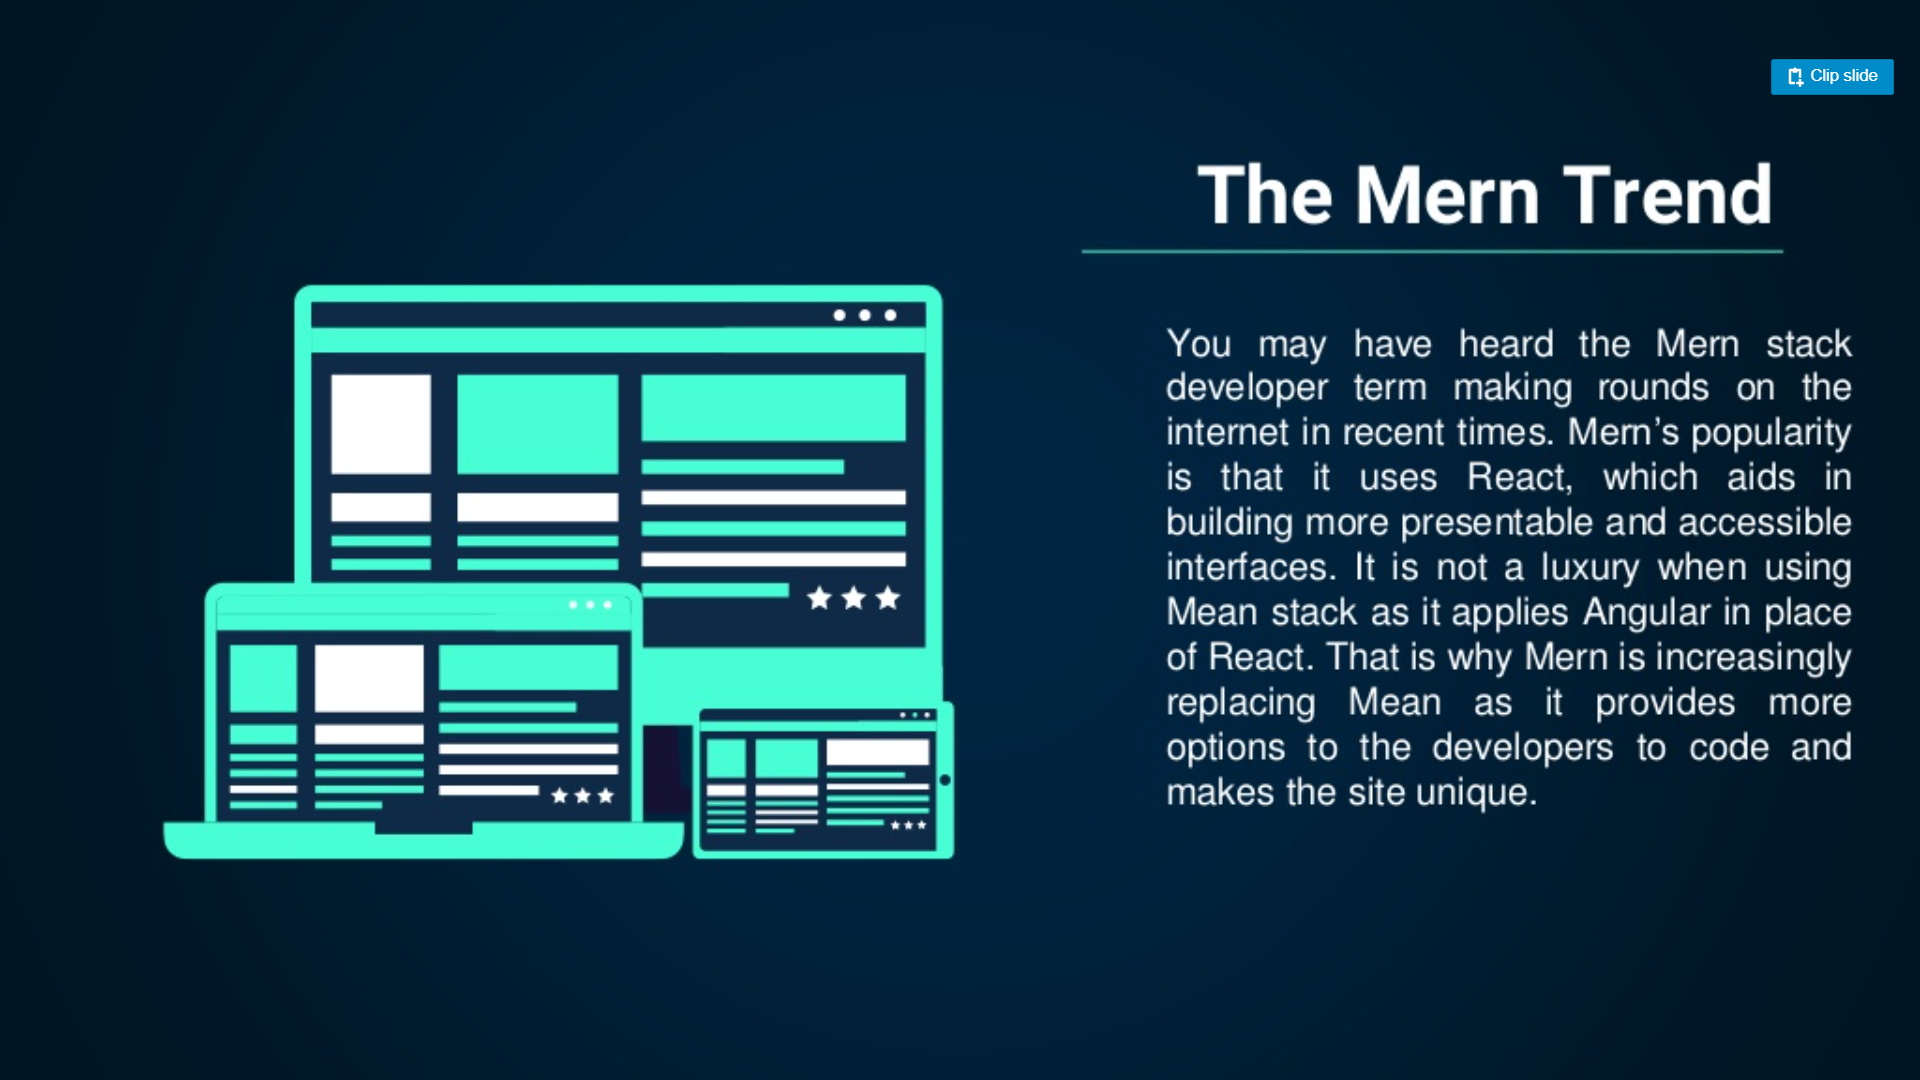 Clip slide
The Mern Trend
You may have heard the Mern stack
developer term making rounds on the
internet in recent times. Mern’s popularity
is that it uses React, which aids in
building more presentable and accessible
interfaces. It is not a luxury when using
Mean stack as it applies Angular in place
of React. That is why Mern is increasingly
replacing Mean as it provides more
options to the developers to code and
makes the site unique.